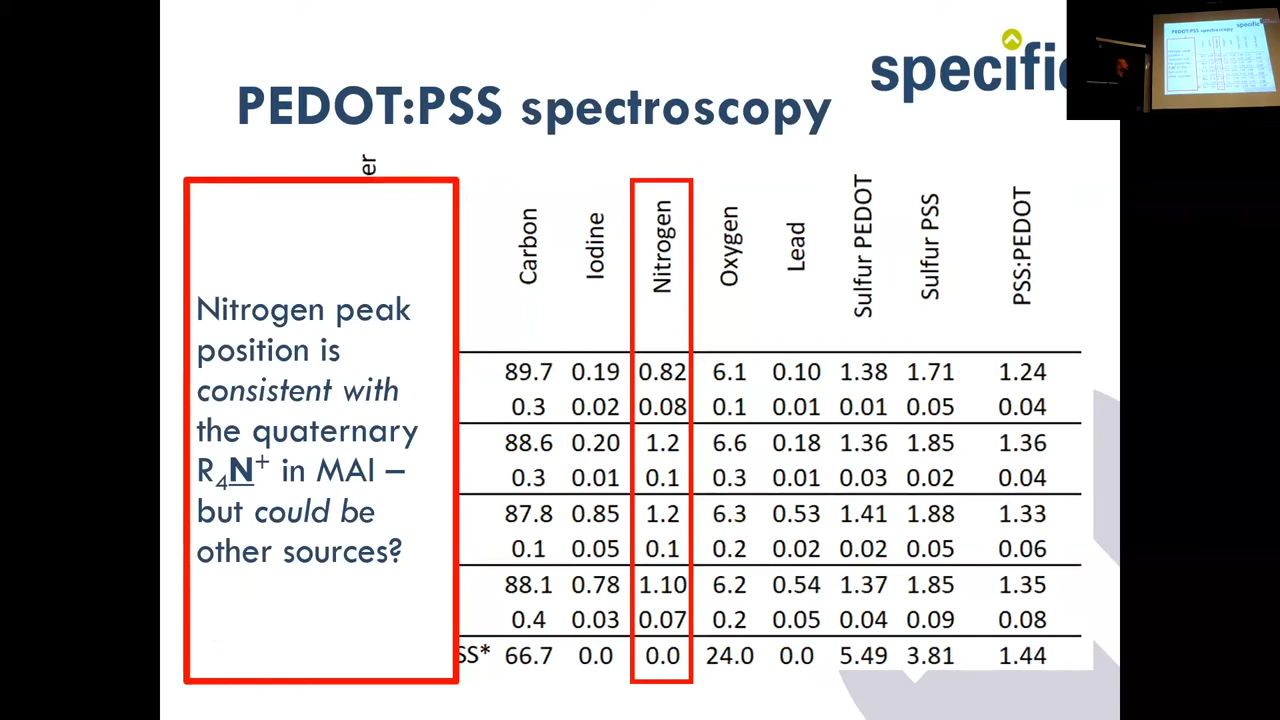 specific
PEDOT:PSS spectroscopy
er
Carbon
Iodine
Nitrogen
Oxygen
Lead
Sulfur PEDOT
Sulfur PSS
PSS:PEDOT
Nitrogen peak
position is
consistent with
the quaternary
R4N+ in MAI –
but could be
other sources?
89.7 0.19 0.82 6.1 0.10 1.38 1.71 1.24
0.3 0.02 0.08 0.1 0.01 0.01 0.05 0.04
88.6 0.20 1.2 6.6 0.18 1.36 1.85 1.36
0.3 0.01 0.1 0.3 0.01 0.03 0.02 0.04
87.8 0.85 1.2 6.3 0.53 1.41 1.88 1.33
0.1 0.05 0.1 0.2 0.02 0.02 0.05 0.06
88.1 0.78 1.10 6.2 0.54 1.37 1.85 1.35
0.4 0.03 0.07 0.2 0.05 0.04 0.09 0.08
SS* 66.7 0.0 0.0 24.0 0.0 5.49 3.81 1.44
PEDOT:PSS spectroscopy
specific